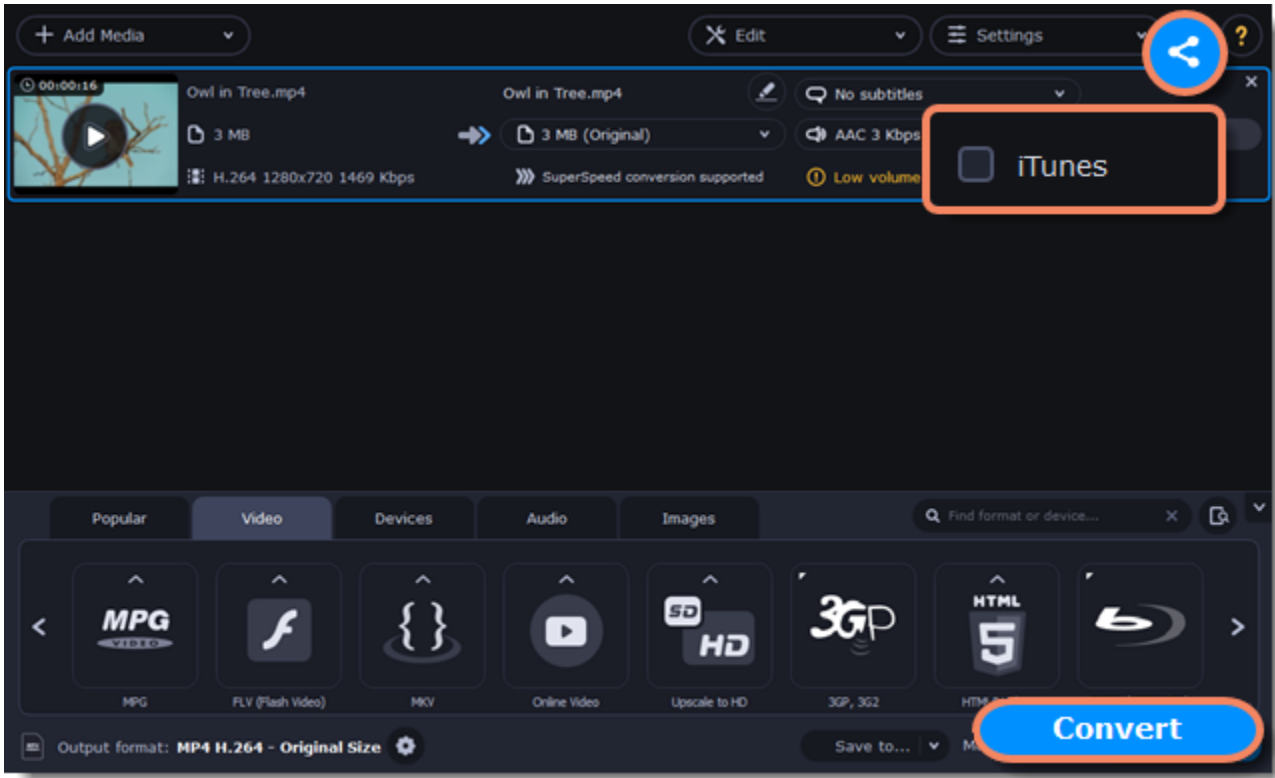 Add Media
Edit
Settings
?
00:00:16
Owl in Tree.mp4
Owl in Tree.mp4
No subtitles
3 MB
3 MB (Original)
AAC 3 Kbps
iTunes
H.264 1280x720 1469 Kbps
SuperSpeed conversion supported
Low volume
Popular
Video
Devices
Audio
Images
Find format or device...
MPG
VIDEO
SD
HD
3GP
HTML
5
MPG
FLV (Flash Video)
MKV
Online Video
Upscale to HD
3GP, 3G2
Output format: MP4 H.264 - Original Size
Save to...
Convert